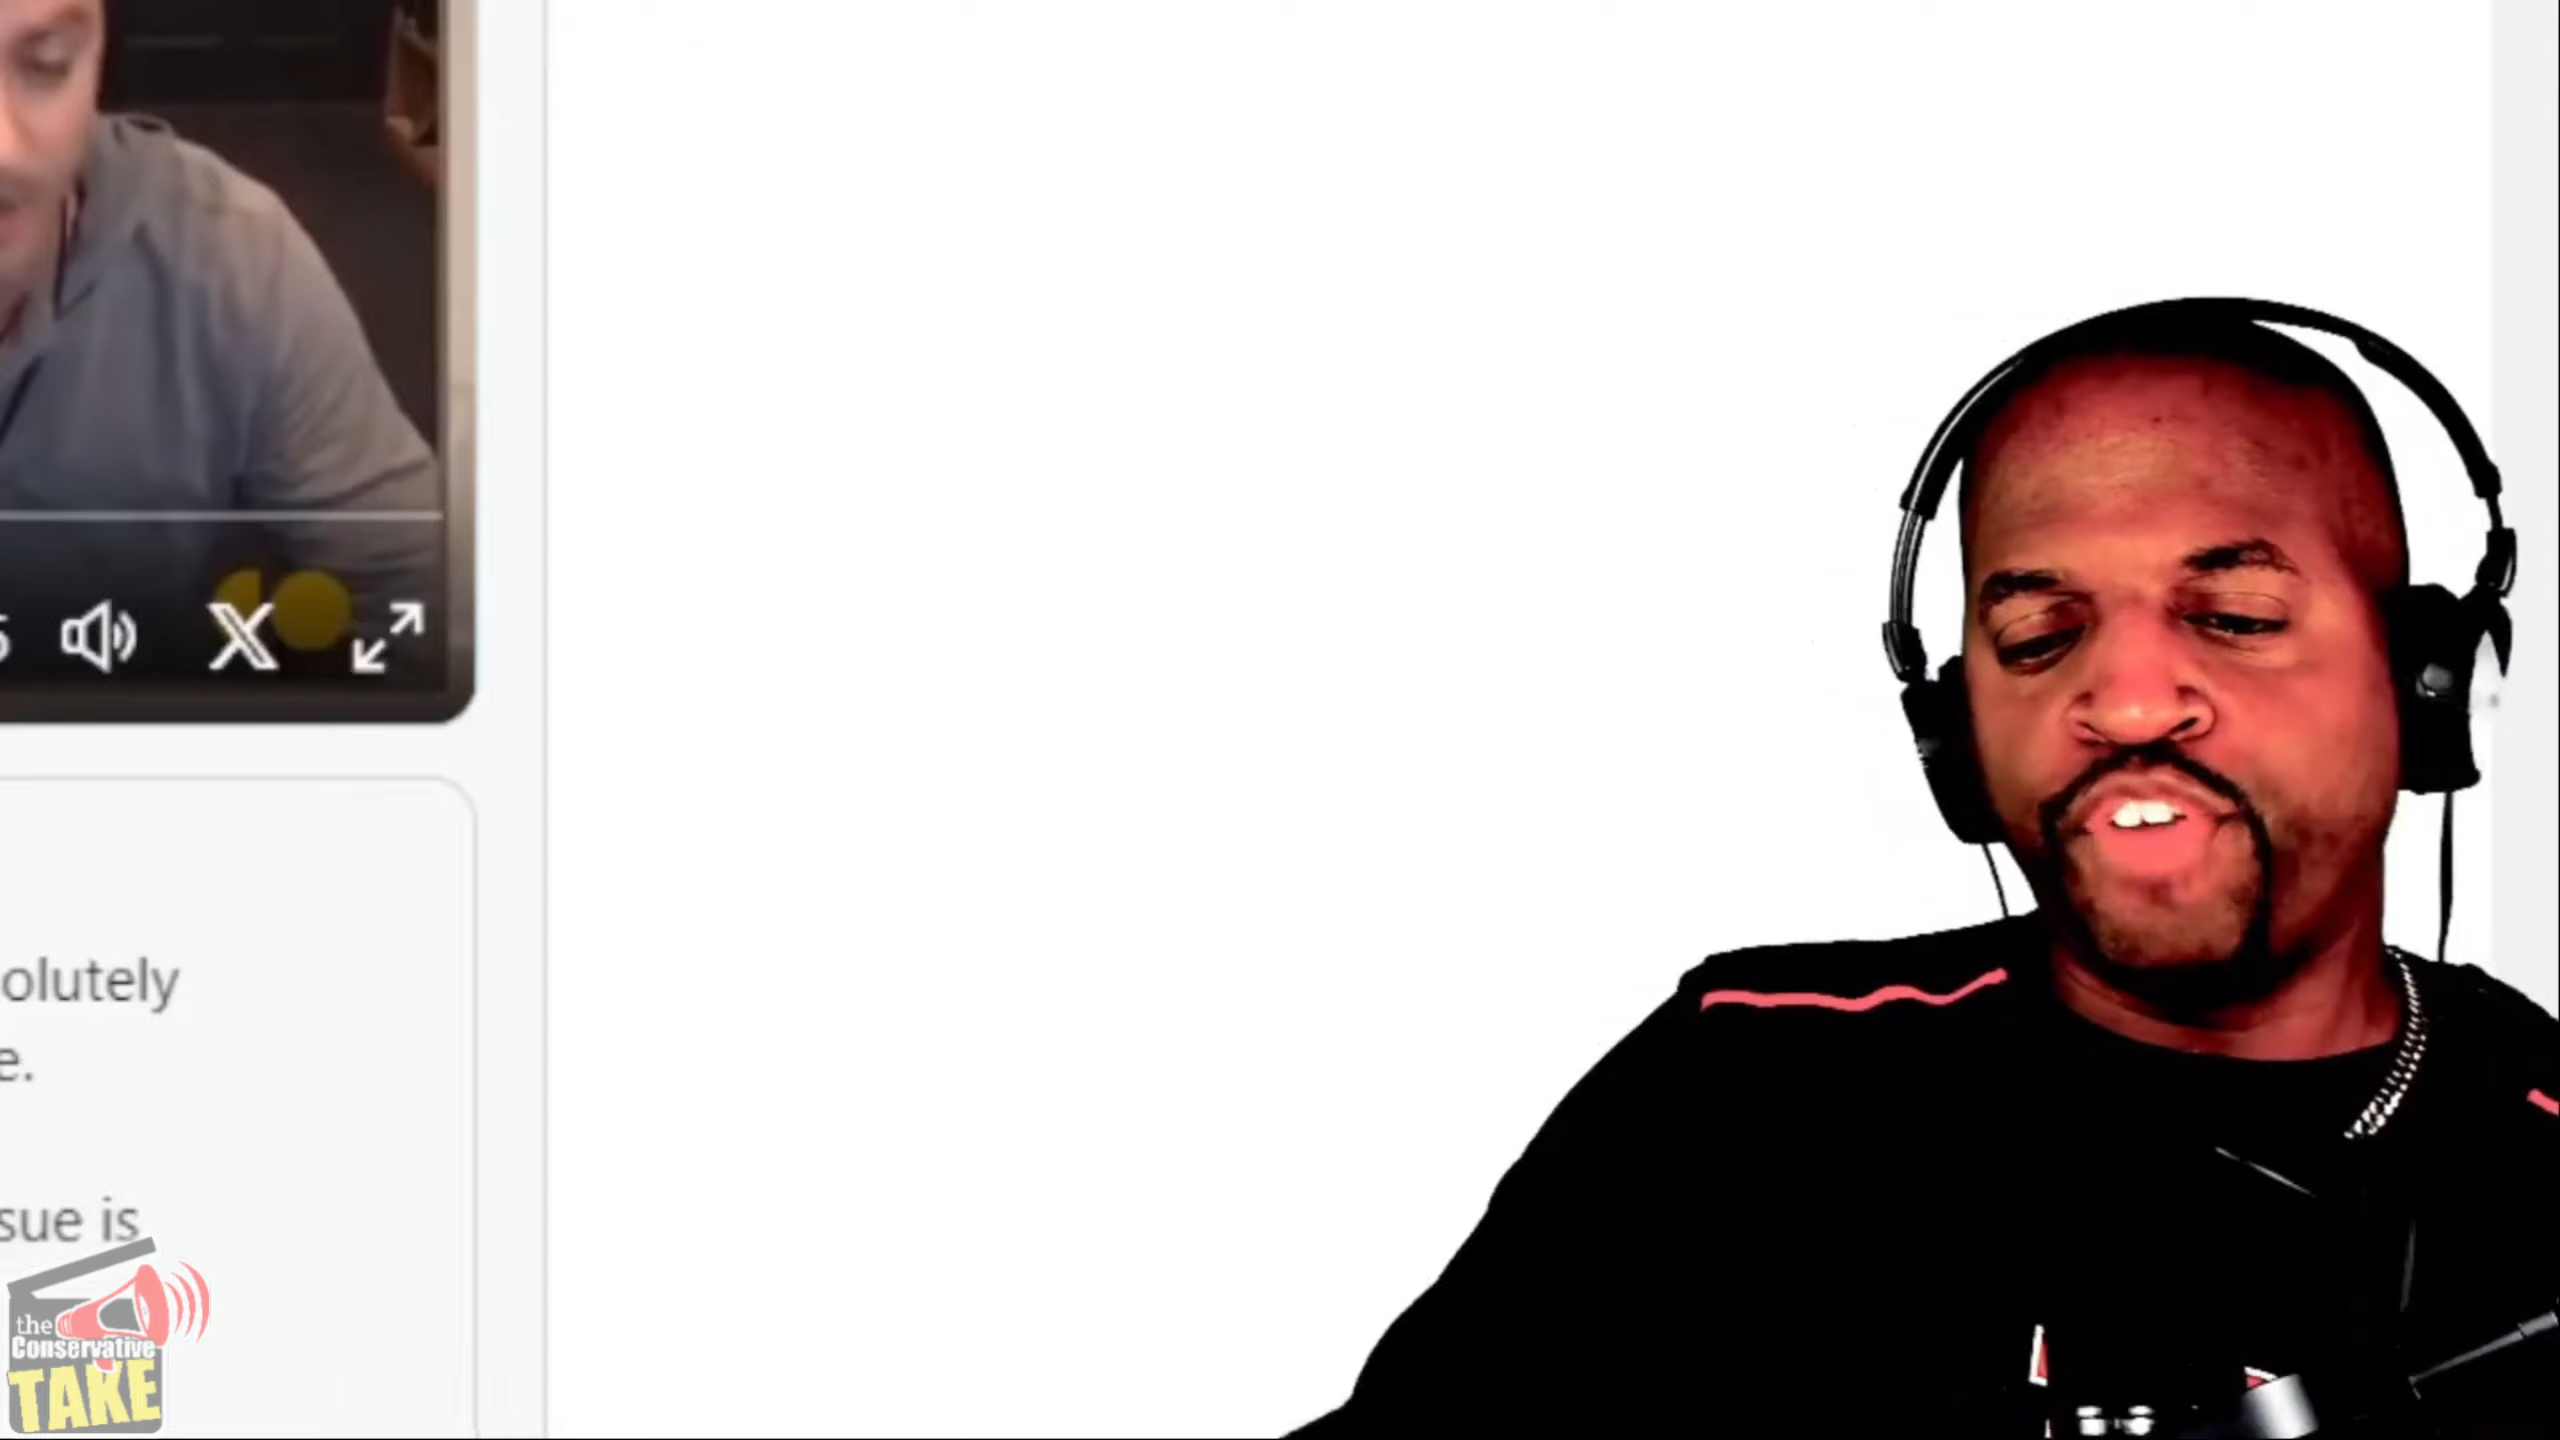 olutely
e.
sue is
the
Conservative
TAKE